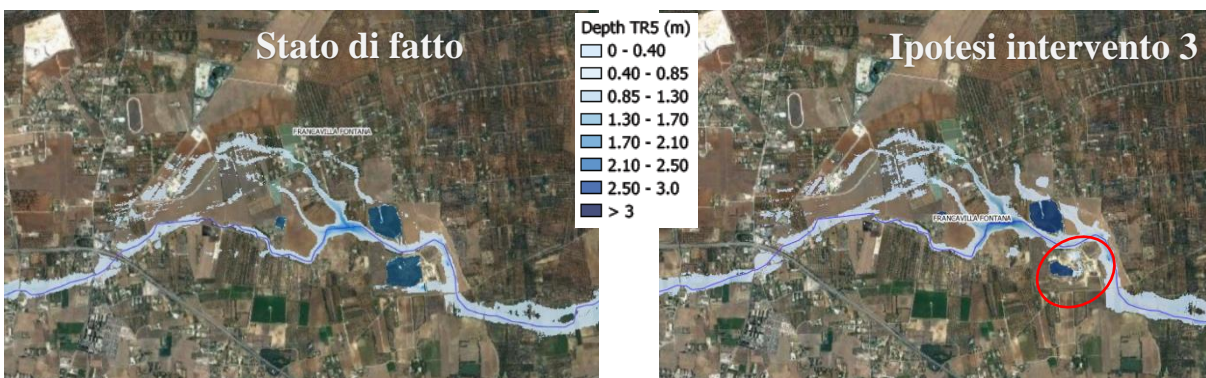 Stato di fatto
FRANCAVILLA FONTANA
Depth TR5 (m)
0 - 0.40
0.40 - 0.85
0.85 - 1.30
1.30 - 1.70
1.70 - 2.10
2.10 - 2.50
2.50 - 3.0
> 3
Ipotesi intervento 3
FRANCAVILLA FONTANA